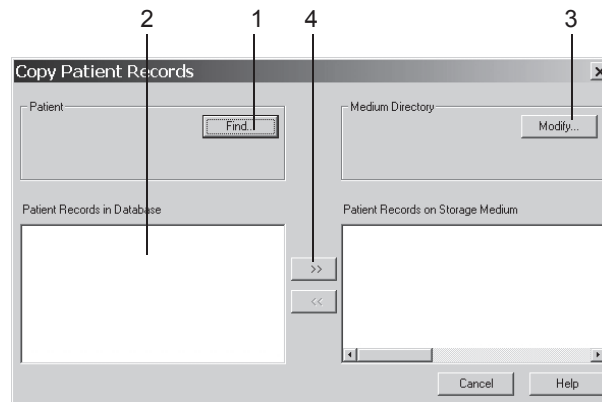 2 1 4 3
Copy Patient Records x
Patient Medium Directory
Find... Modify...
Patient Records in Database Patient Records on Storage Medium
>>
<<
Cancel Help